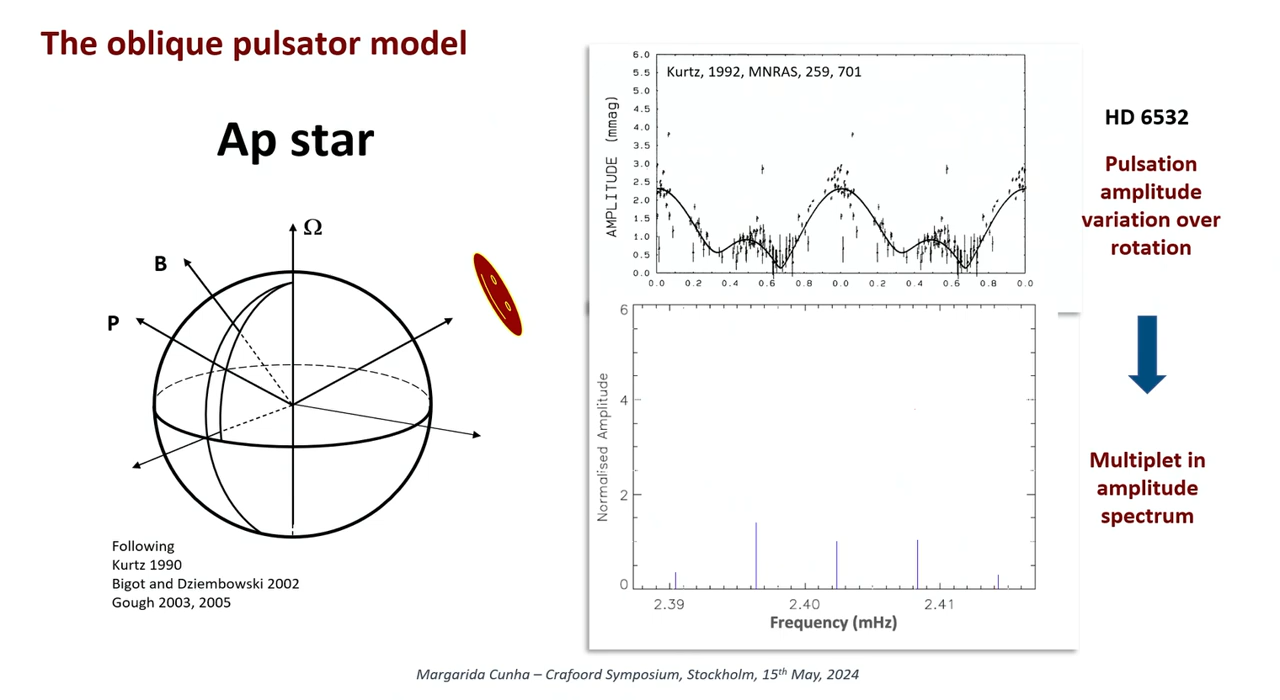 The oblique pulsator model
Ap star
Ω
B
P
Following
Kurtz 1990
Bigot and Dziembowski 2002
Gough 2003, 2005
Kurtz, 1992, MNRAS, 259, 701
AMPLITUDE (mmag)
6.0
5.5
5.0
4.5
4.0
3.5
3.0
2.5
2.0
1.5
1.0
0.5
0.0
0.0 0.2 0.4 0.6 0.8 0.0 0.2 0.4 0.6 0.8 0.0
HD 6532
Pulsation
amplitude
variation over
rotation
Normalised Amplitude
6
4
2
0
2.39 2.40 2.41
Frequency (mHz)
Multiplet in
amplitude
spectrum
Margarida Cunha – Crafoord Symposium, Stockholm, 15th May, 2024